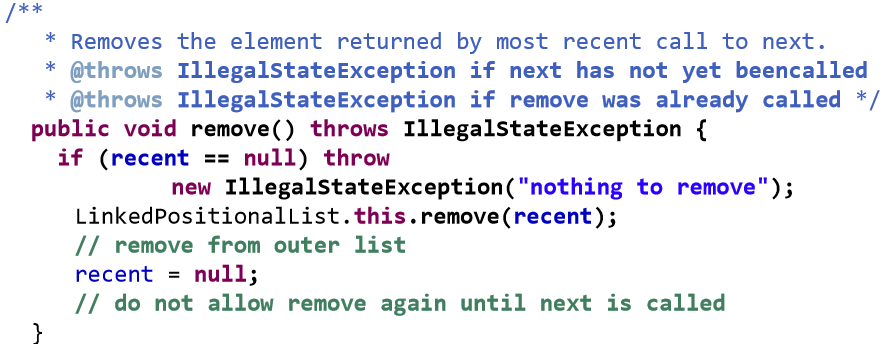 /**
* Removes the element returned by most recent call to next.
* @throws IllegalStateException if next has not yet beencalled
* @throws IllegalStateException if remove was already called */
public void remove() throws IllegalStateException {
if (recent == null) throw
new IllegalStateException("nothing to remove");
LinkedPositionalList.this.remove(recent);
// remove from outer list
recent = null;
// do not allow remove again until next is called
}